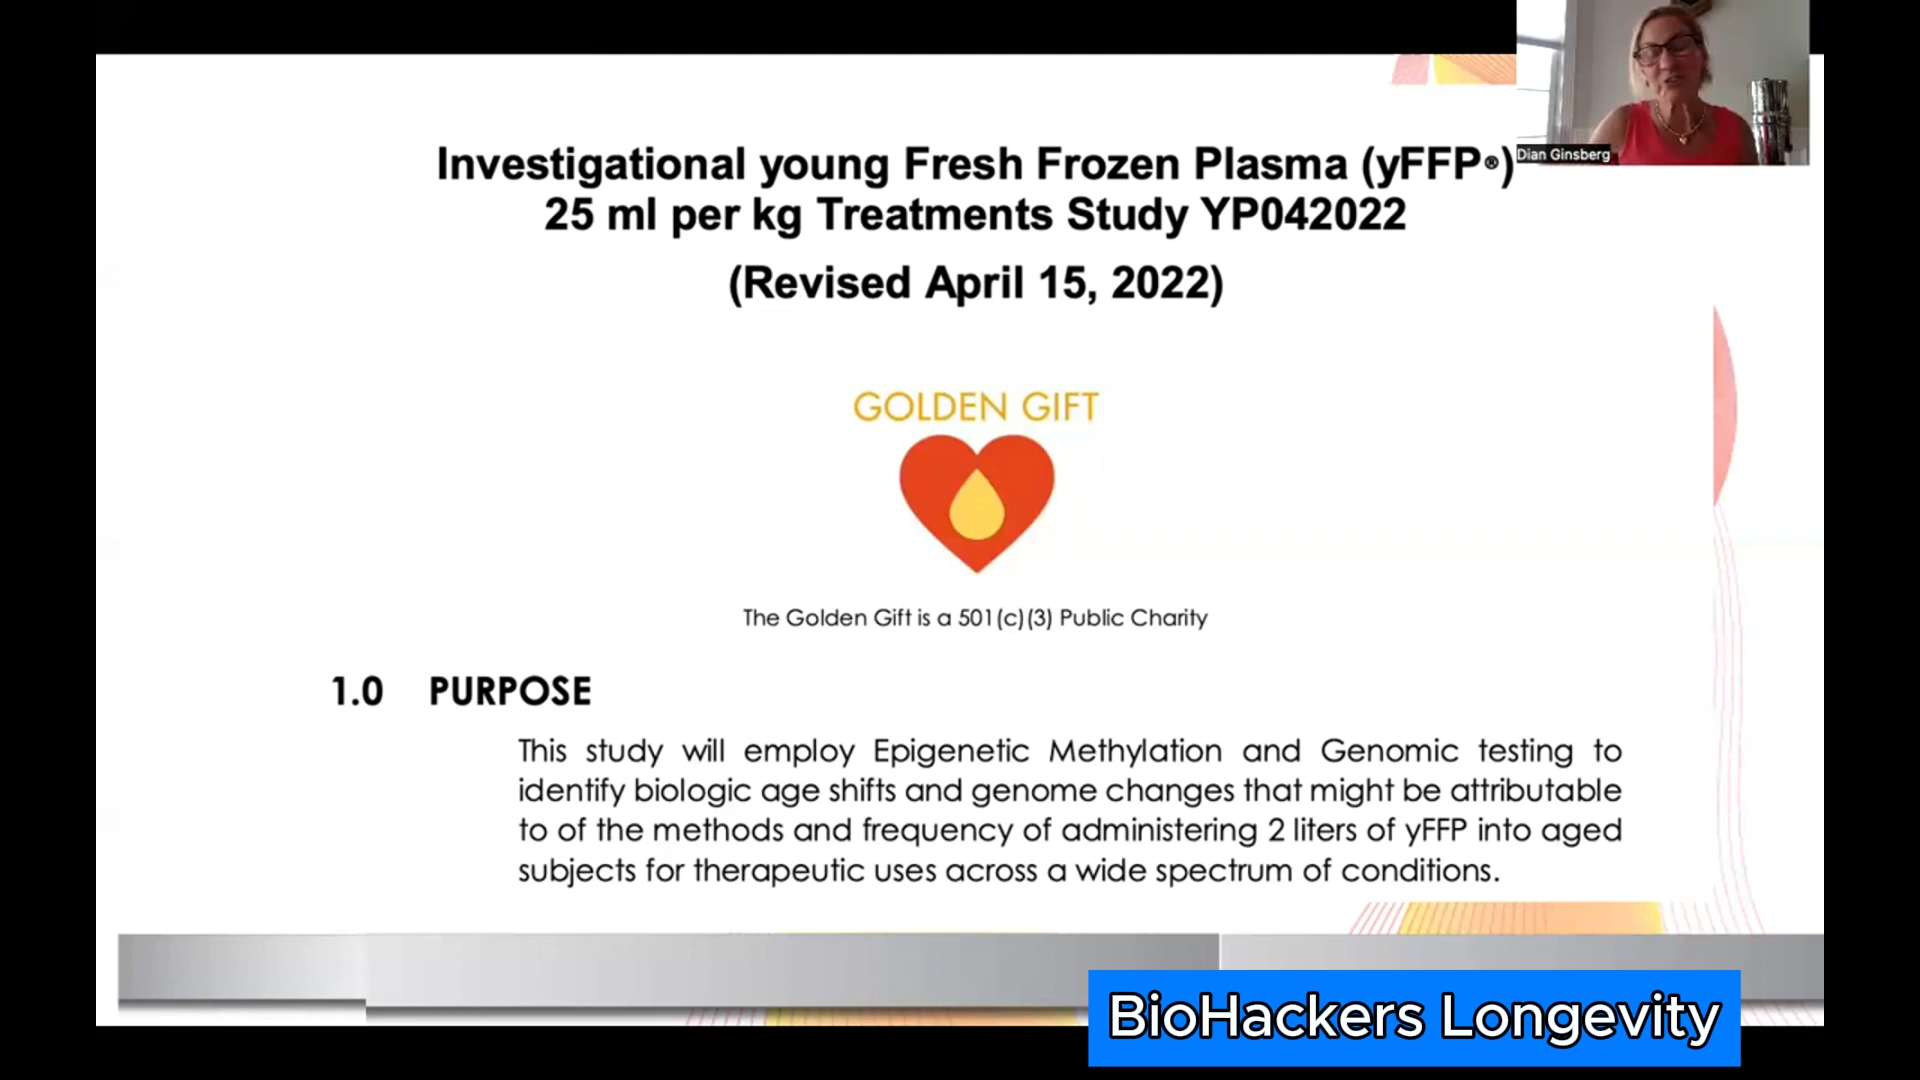 Dian Ginsberg
Investigational young Fresh Frozen Plasma (yFFP®)
25 ml per kg Treatments Study YP042022
(Revised April 15, 2022)
GOLDEN GIFT
The Golden Gift is a 501(c)(3) Public Charity
1.0 PURPOSE
This study will employ Epigenetic Methylation and Genomic testing to
identify biologic age shifts and genome changes that might be attributable
to of the methods and frequency of administering 2 liters of yFFP into aged
subjects for therapeutic uses across a wide spectrum of conditions.
BioHackers Longevity